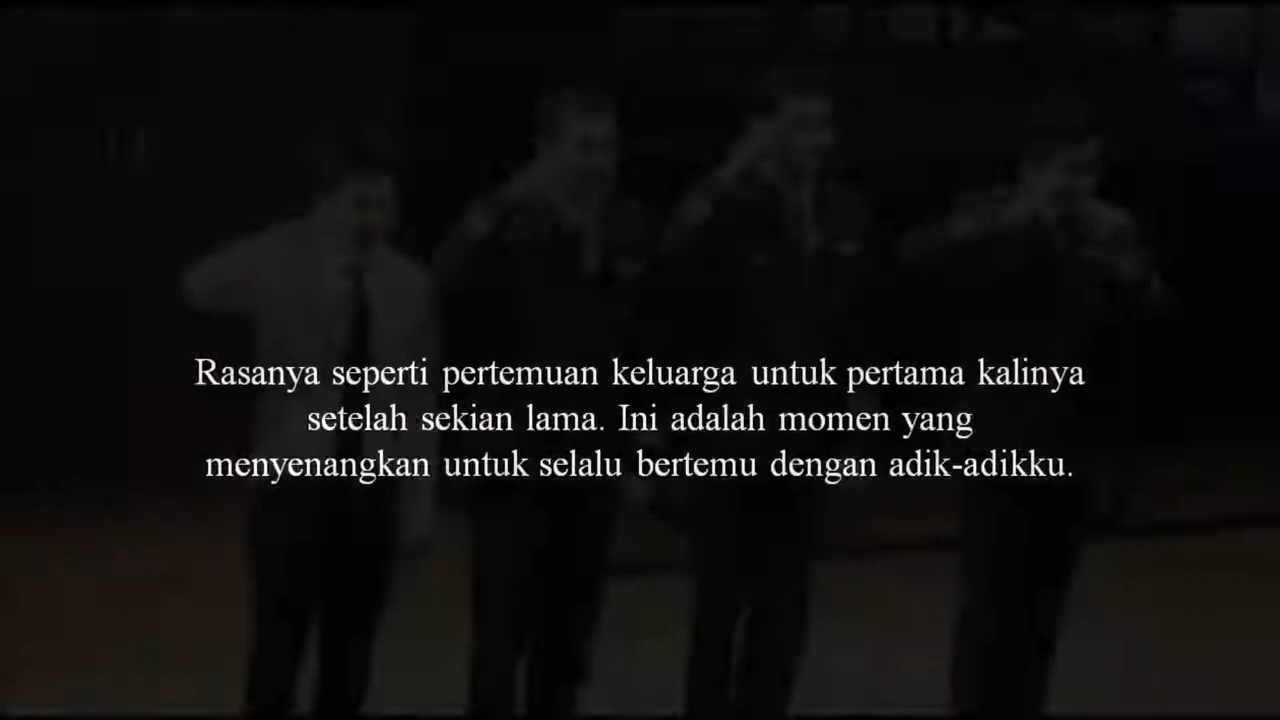 Rasanya seperti pertemuan keluarga untuk pertama kalinya
setelah sekian lama. Ini adalah momen yang
menyenangkan untuk selalu bertemu dengan adik-adikku.